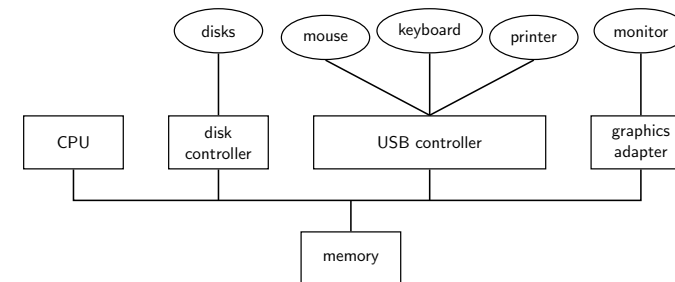 disks
mouse
keyboard
printer
monitor
CPU
disk
controller
USB controller
graphics
adapter
memory